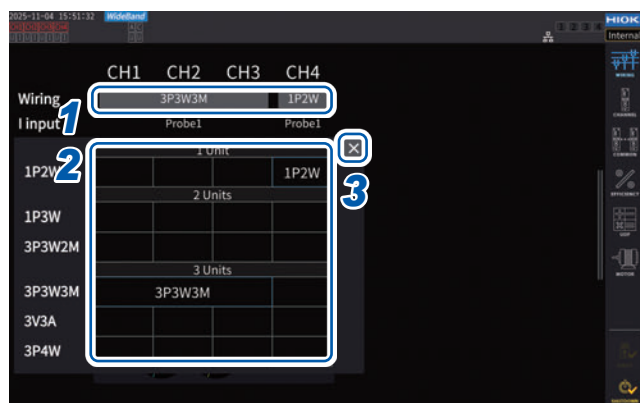 2025-11-04 15:51:32 WideBand
HIOKI
Internal
CH1 CH2 CH3 CH4
Wiring 3P3W3M 1P2W
1
I input Probe1 Probe1
2
3
1 Unit
1P2W 1P2W
2 Units
1P3W
3P3W2M
3 Units
3P3W3M 3P3W3M
3V3A
3P4W
WIRING
CHANNEL
COMMON
EFFICIENCY
UDF
MOTOR